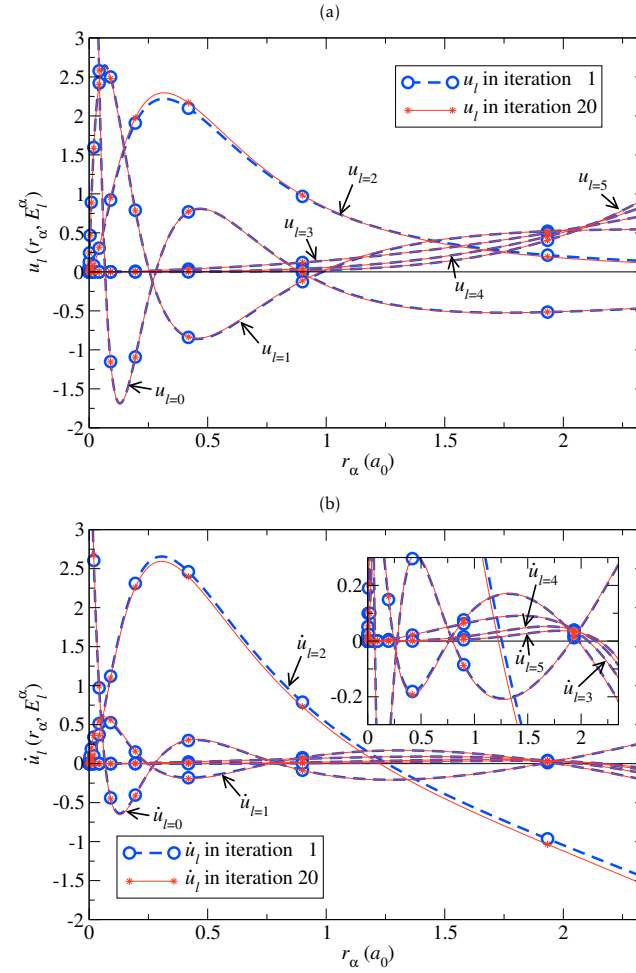 (a)
3
2.5
2
1.5
1
0.5
0
-0.5
-1
-1.5
-2
u_l (r_α, E_l^α)
u_l in iteration 1
u_l in iteration 20
u_{l=2}
u_{l=5}
u_{l=3}
u_{l=4}
u_{l=1}
u_{l=0}
0 0.5 1 1.5 2
r_α (a_0)
(b)
3
2.5
2
1.5
1
0.5
0
-0.5
-1
-1.5
-2
u̇_l (r_α, E_l^α)
0.2
0
-0.2
0 0.5 1 1.5 2
u̇_{l=4}
u̇_{l=5}
u̇_{l=3}
u̇_{l=2}
u̇_{l=1}
u̇_{l=0}
u̇_l in iteration 1
u̇_l in iteration 20
0 0.5 1 1.5 2
r_α (a_0)